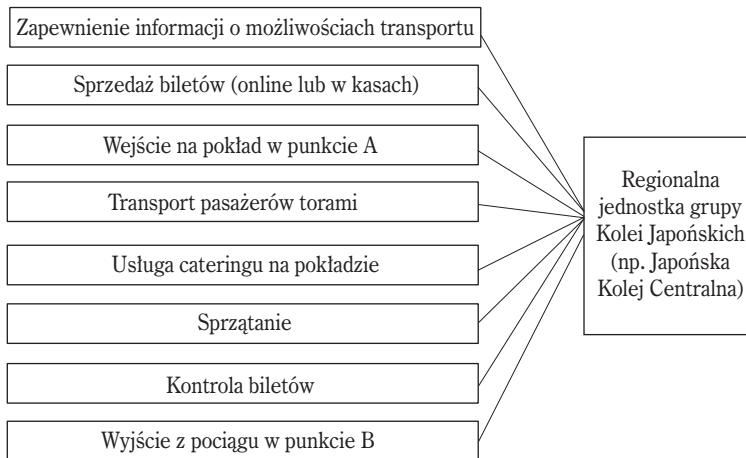 Zapewnienie informacji o możliwościach transportu
Sprzedaż biletów (online lub w kasach)
Wejście na pokład w punkcie A
Transport pasażerów torami
Usługa cateringu na pokładzie
Sprzątanie
Kontrola biletów
Wyjście z pociągu w punkcie B
Regionalna
jednostka grupy
Kolei Japońskich
(np. Japońska
Kolej Centralna)